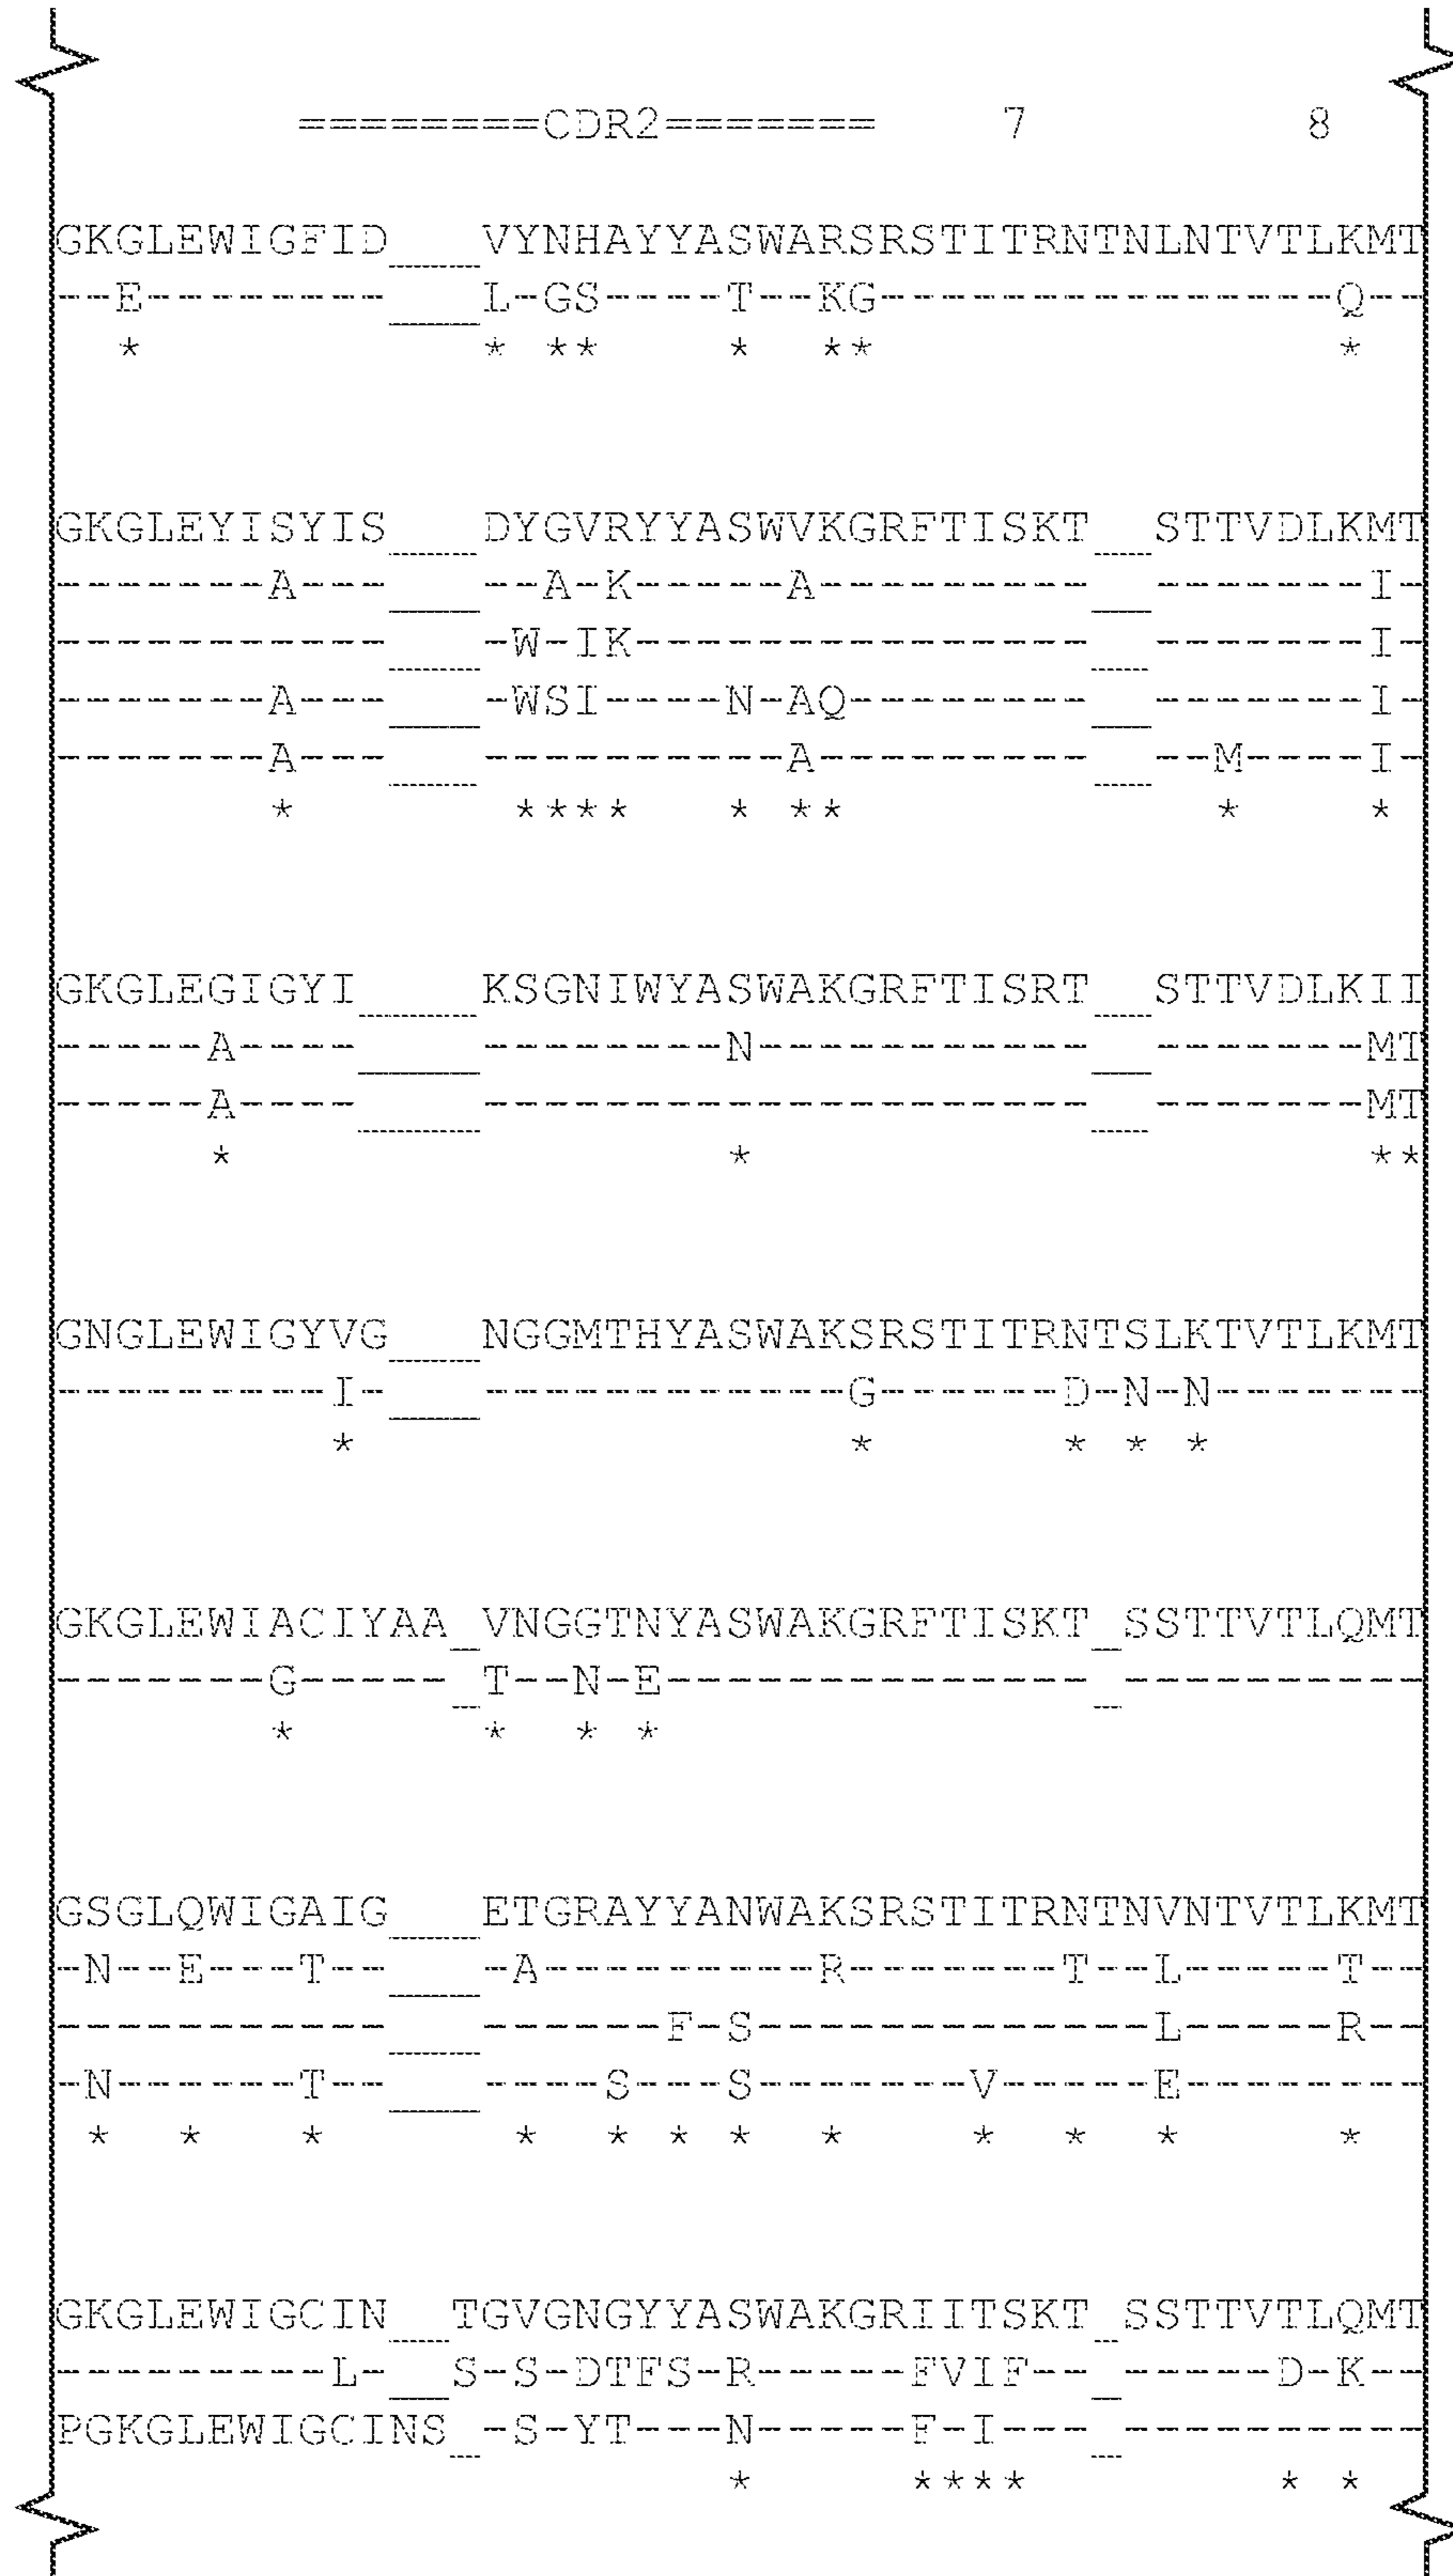 ========CDR2======= 7 8
GKGLEWIGFID___VYNHAYYASWARSRSTITRNTNLNTVTLKMT
--E--------___L-GS----T--KG---------------Q--
* * ** * ** *
GKGLEYISYIS___DYGVRYYASWVKGRFTISKT__STTVDLKMT
-------A---___--A-K-----A---------__-------I-
-----------___-W-IK---------------__-------I-
-------A---___-WSI----N-AQ--------__-------I-
-------A---___----------A---------__--M----I-
* **** * ** * *
GKGLEGIGYI____KSGNIWYASWAKGRFTISRT__STTVDLKII
-----A----____--------N-----------__-------MT
-----A----____--------------------__-------MT
* * **
GNGLEWIGYVG___NGGMTHYASWAKSRSTITRNTSLKTVTLKMT
---------I-___------------G------D-N-N-------
* * * * *
GKGLEWIACIYAA_VNGGTNYASWAKGRFTISKT_SSTTVTLQMT
-------G-----_T--N-E--------------_----------
* * * *
GSGLQWIGAIG___ETGRAYYANWAKSRSTITRNTNVNTVTLKMT
-N--E---T--___-A---------R-------T--L-----T--
-----------___------F-S-------------L-----R--
-N------T--___----S---S-------V-----E--------
* * * * * * * * * * * *
GKGLEWIGCIN__TGVGNGYYASWAKGRIITSKT_SSTTVTLQMT
---------L-__S-S-DTFS-R-----FVIF--_-----D-K--
PGKGLEWIGCINS_-S-YT---N-----F-I---_----------
* **** * *